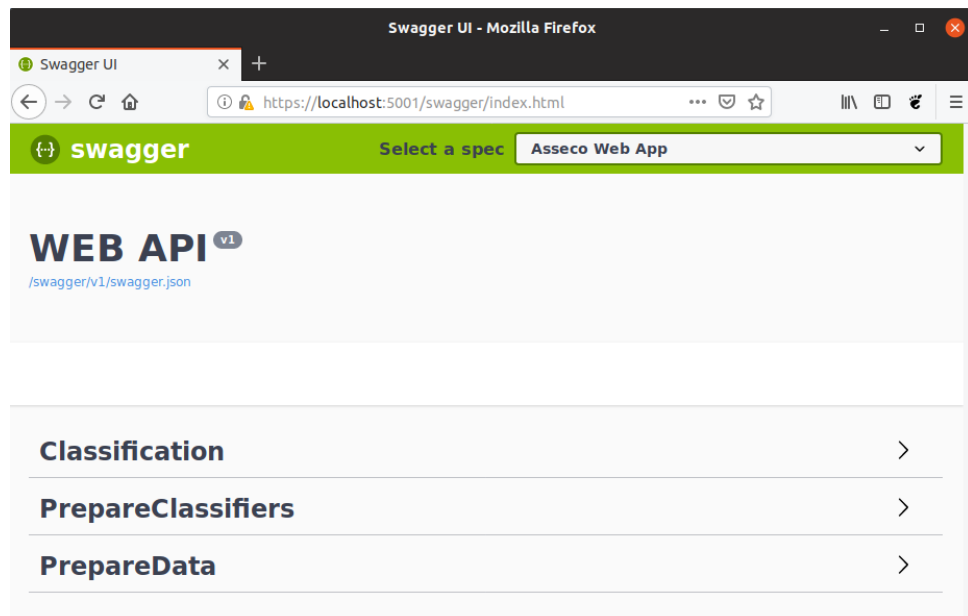 Swagger UI - Mozilla Firefox
Swagger UI
https://localhost:5001/swagger/index.html
swagger Select a spec Asseco Web App
WEB API v1
/swagger/v1/swagger.json
Classification
PrepareClassifiers
PrepareData